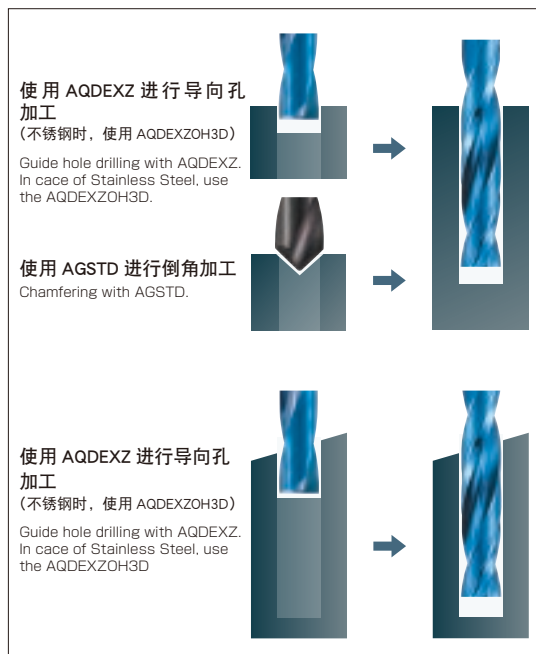 使用 AQDEXZ 进行导向孔
加工
（不锈钢时，使用 AQDEXZOH3D）
Guide hole drilling with AQDEXZ.
In cace of Stainless Steel, use
the AQDEXZOH3D.
使用 AGSTD 进行倒角加工
Chamfering with AGSTD.
使用 AQDEXZ 进行导向孔
加工
（不锈钢时，使用 AQDEXZOH3D）
Guide hole drilling with AQDEXZ.
In cace of Stainless Steel, use
the AQDEXZOH3D